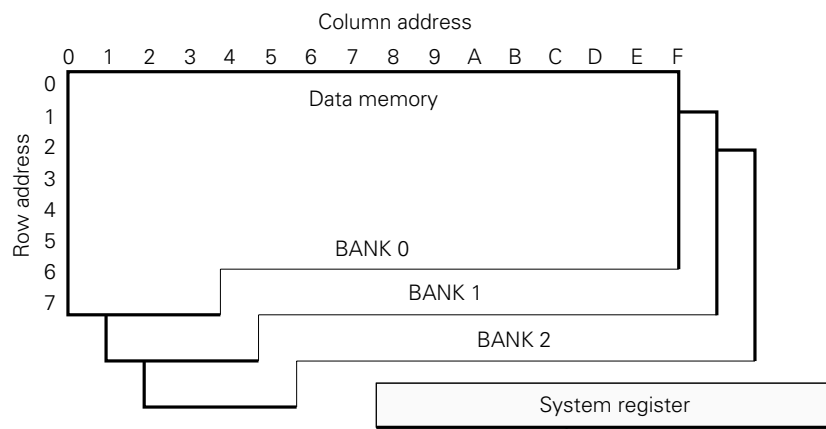 Column address
0 1 2 3 4 5 6 7 8 9 A B C D E F
Data memory
Row address
0
1
2
3
4
5
6
7
BANK 0
BANK 1
BANK 2
System register